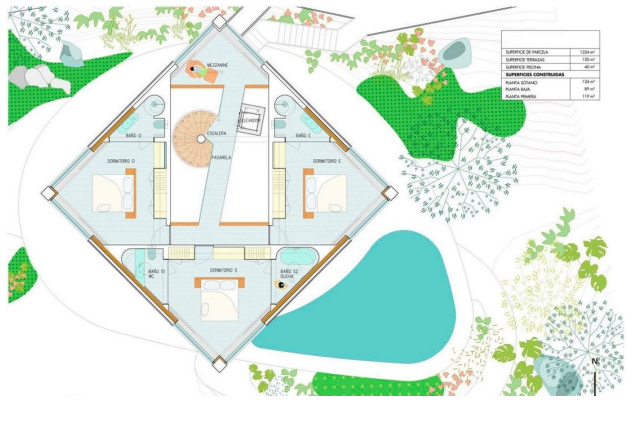 SUPERFICIE DE PARCELA 1254 m²
SUPERFICIE TERRAZAS 120 m²
SUPERFICIE PISCINA 40 m²
SUPERFICIES CONSTRUIDAS
PLANTA SÓTANO 124 m²
PLANTA BAJA 89 m²
PLANTA PRIMERA 119 m²
MEZZANINE
ELEVADOR
BAÑO O
ESCALERA
BAÑO E
DORMITORIO O
PASARELA
DORMITORIO E
BAÑO S1
WC
DORMITORIO S
BAÑO S2
DUCHA
N